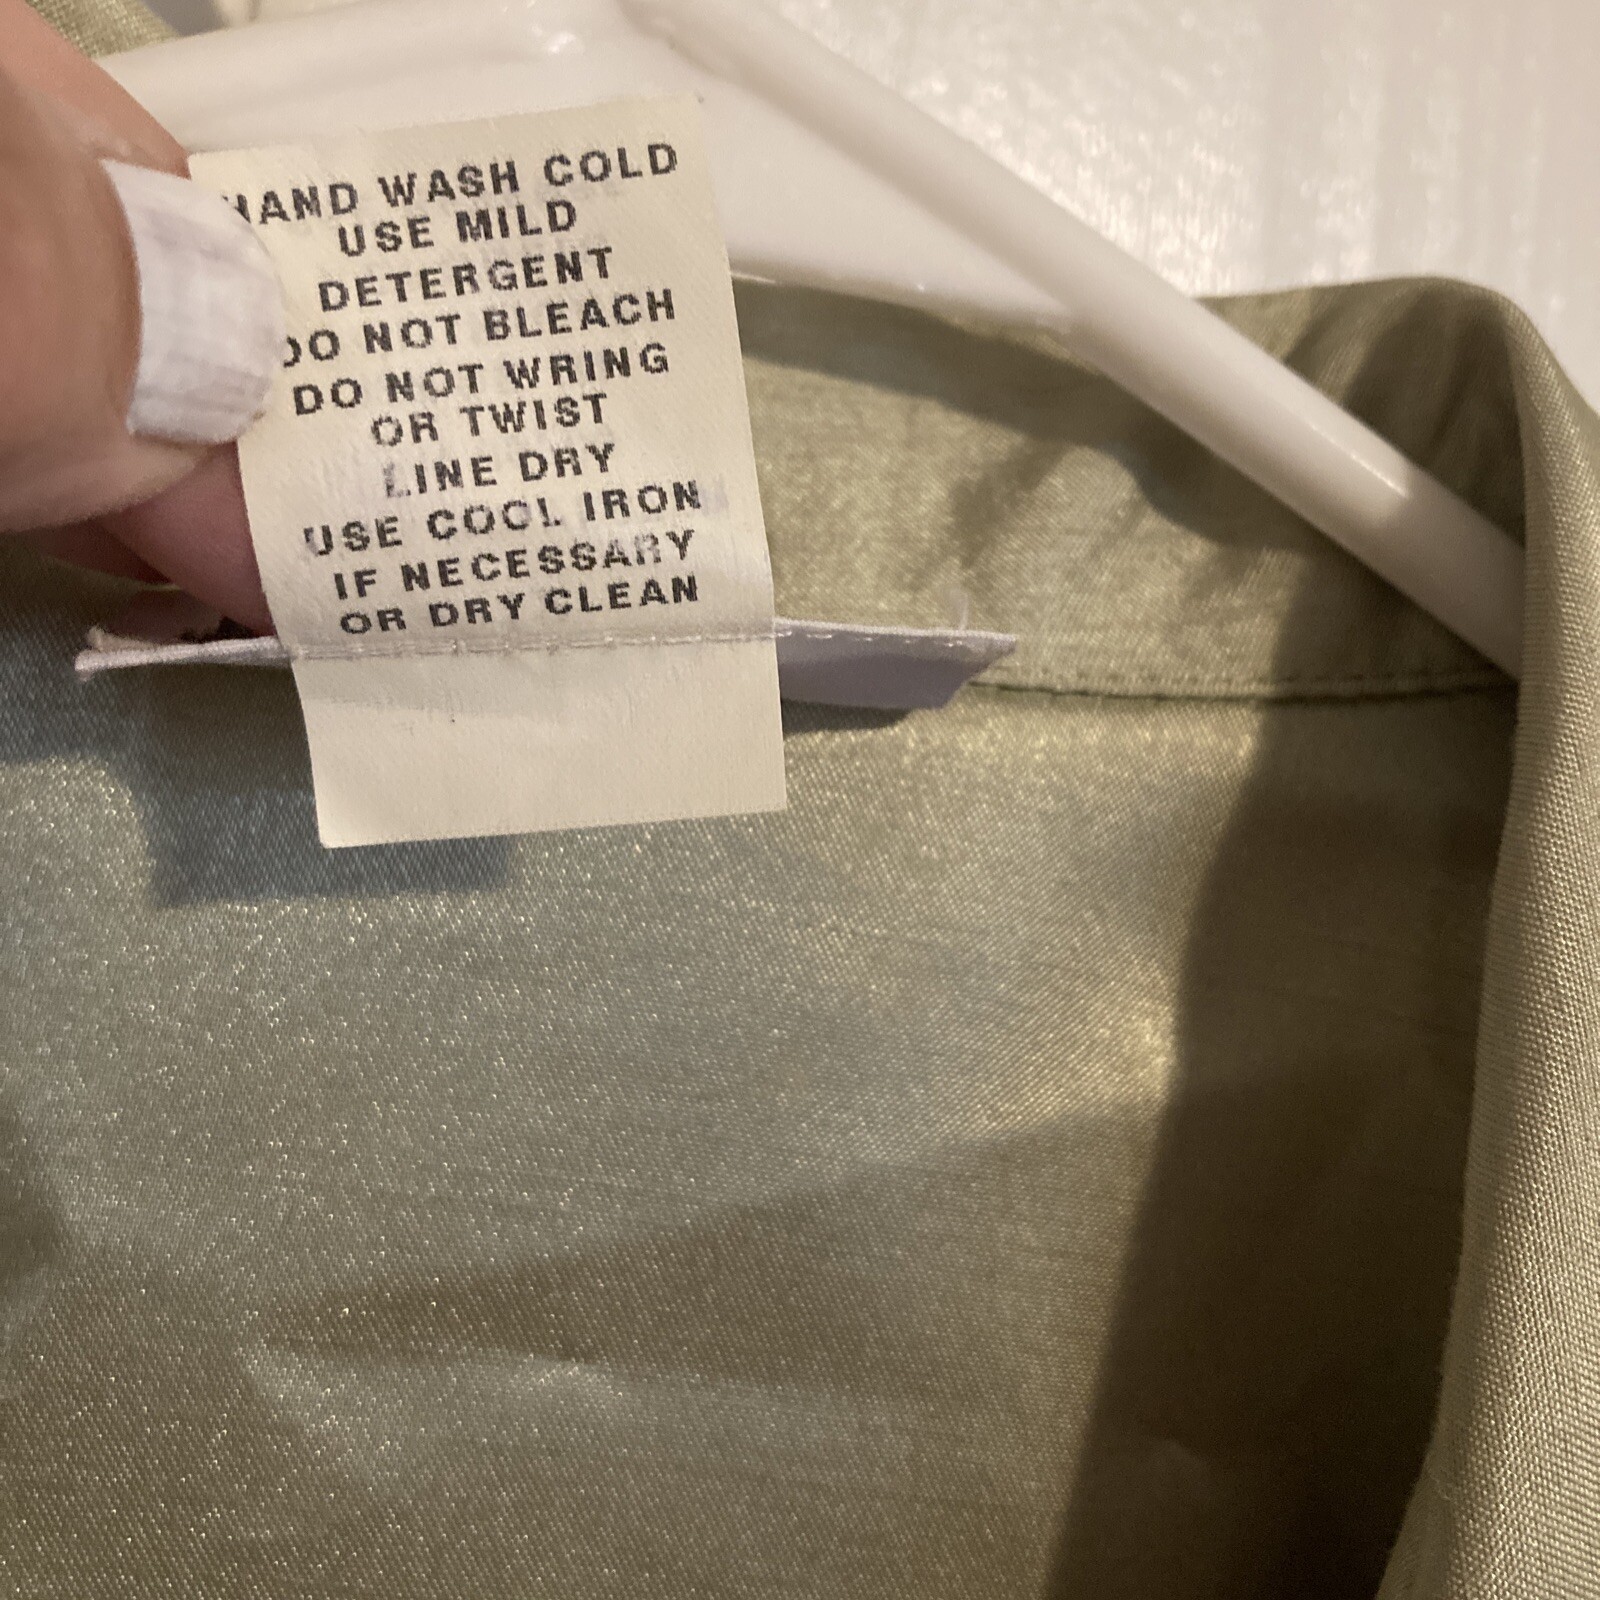 HAND WASH COLD
USE MILD
DETERGENT
DO NOT BLEACH
DO NOT WRING
OR TWIST
LINE DRY
USE COOL IRON
IF NECESSARY
OR DRY CLEAN